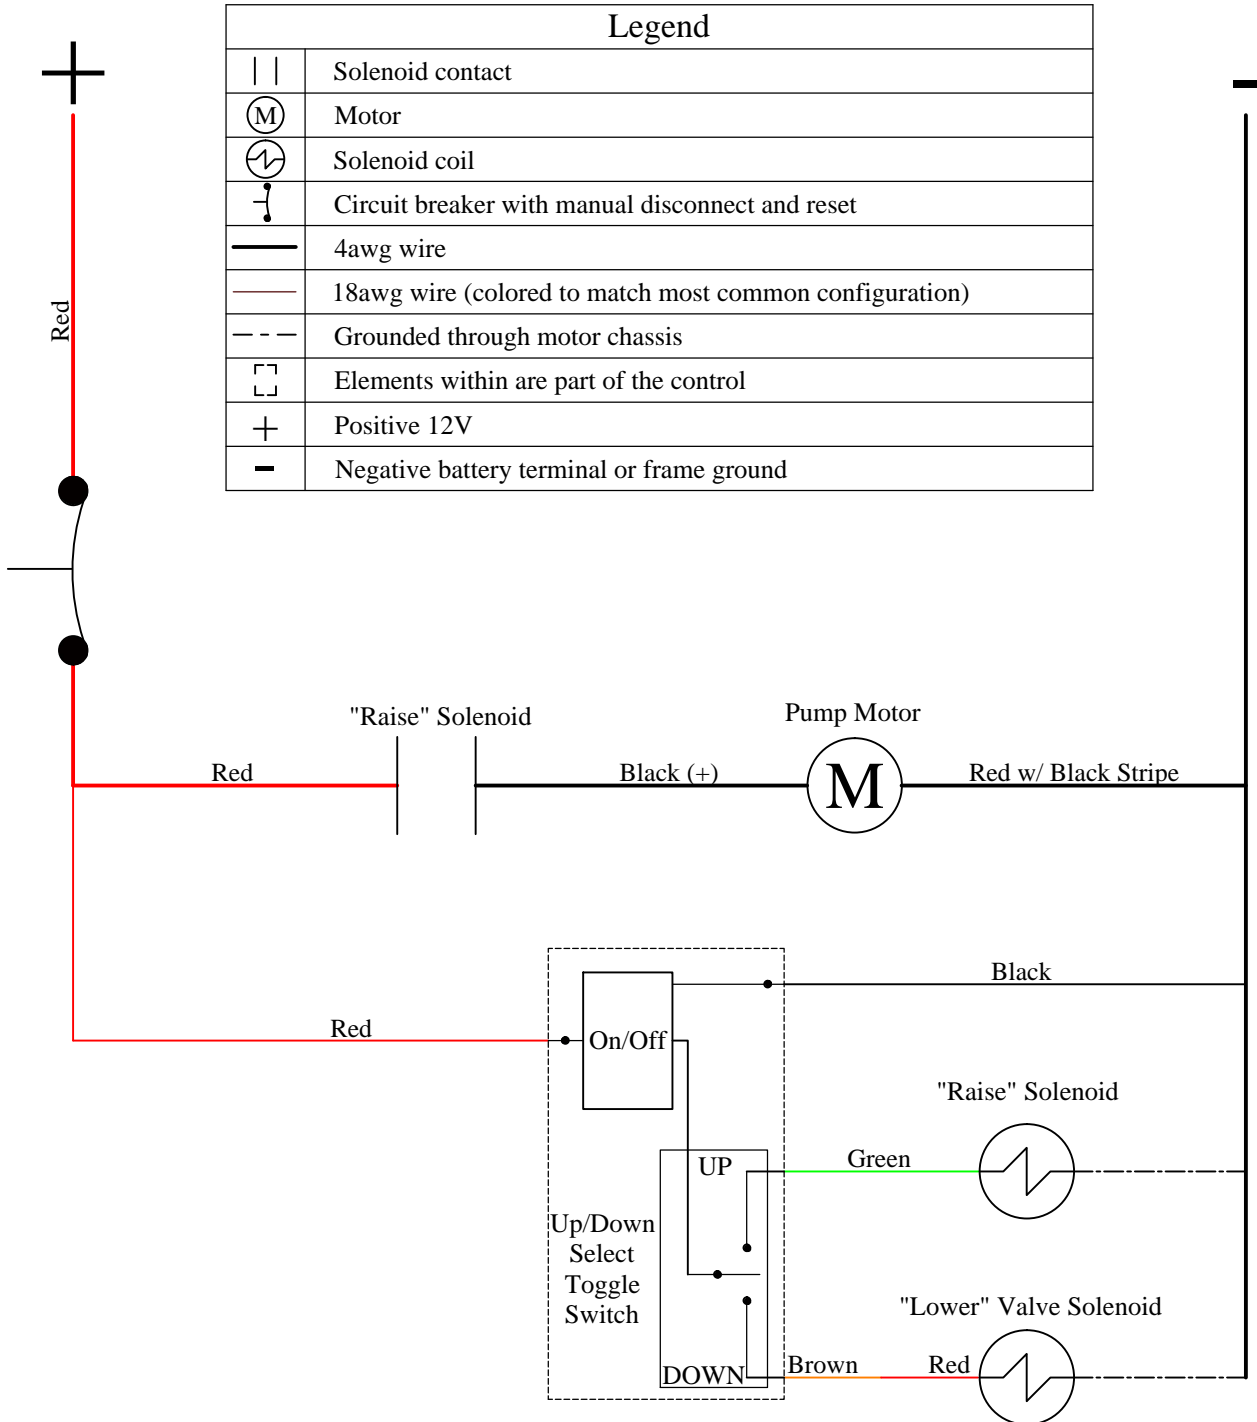 Legend
Solenoid contact
M Motor
Solenoid coil
Circuit breaker with manual disconnect and reset
4awg wire
18awg wire (colored to match most common configuration)
Grounded through motor chassis
Elements within are part of the control
+ Positive 12V
- Negative battery terminal or frame ground
+
-
Red
"Raise" Solenoid
Pump Motor
Red
Black (+)
M
Red w/ Black Stripe
Black
Red
On/Off
"Raise" Solenoid
UP
Green
Up/Down
Select
Toggle
Switch
"Lower" Valve Solenoid
DOWN
Brown
Red